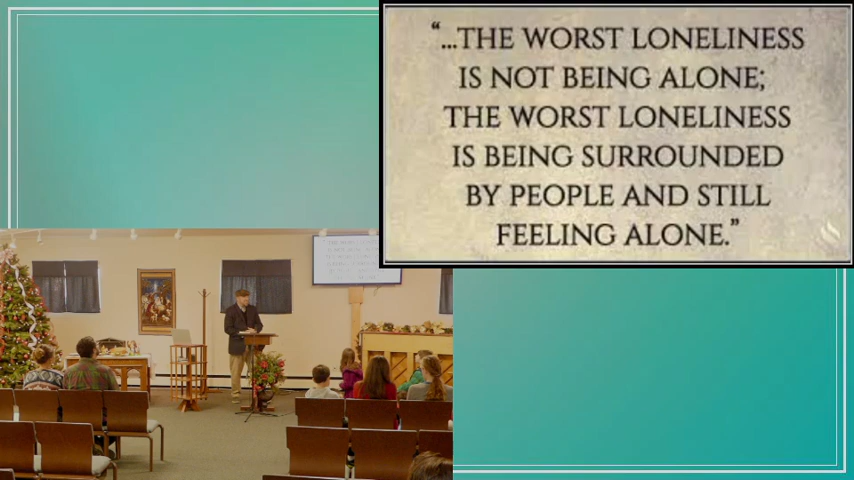 “...THE WORST LONELINESS
IS NOT BEING ALONE;
THE WORST LONELINESS
IS BEING SURROUNDED
BY PEOPLE AND STILL
FEELING ALONE.”